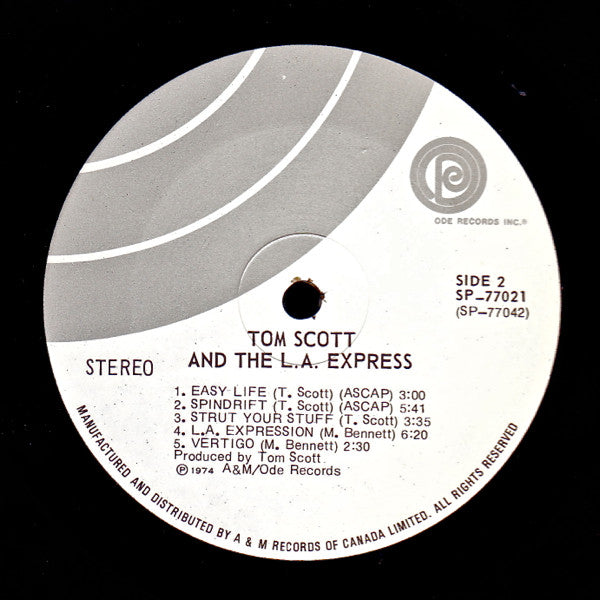 ODE RECORDS INC.®
SIDE 2
SP-77021
(SP-77042)
TOM SCOTT
AND THE L.A. EXPRESS
STEREO
1. EASY LIFE (T. Scott) (ASCAP) 3:00
2. SPINDRIFT (T. Scott) (ASCAP) 5:41
3. STRUT YOUR STUFF (T. Scott) 3:35
4. L.A. EXPRESSION (M. Bennett) 6:20
5. VERTIGO (M. Bennett) 2:30
Produced by Tom Scott
℗ 1974 A&M/Ode Records
MANUFACTURED AND DISTRIBUTED BY A & M RECORDS OF CANADA LIMITED. ALL RIGHTS RESERVED